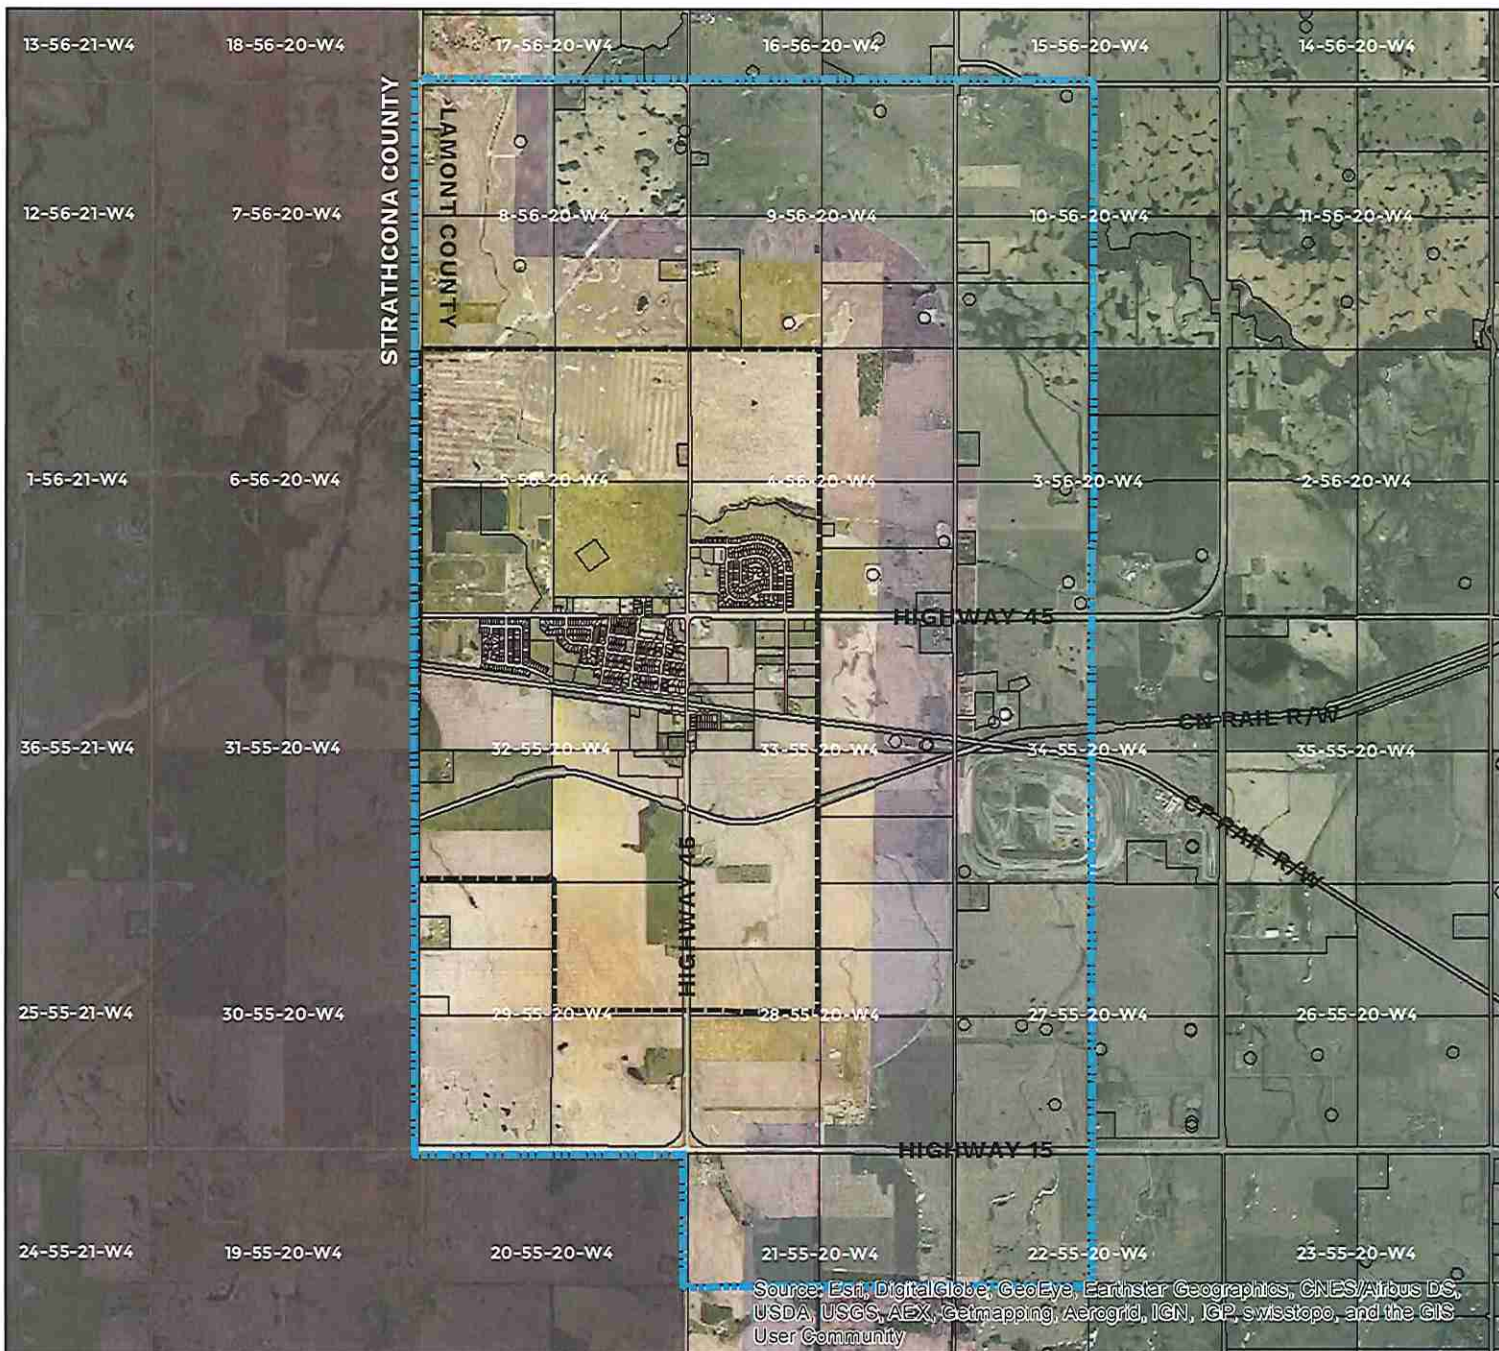 13-56-21-W4
18-56-20-W4
17-56-20-W4
16-56-20-W4
15-56-20-W4
14-56-20-W4
STRATHCONA COUNTY
LAMONT COUNTY
12-56-21-W4
7-56-20-W4
8-56-20-W4
9-56-20-W4
10-56-20-W4
11-56-20-W4
1-56-21-W4
6-56-20-W4
5-56-20-W4
4-56-20-W4
3-56-20-W4
2-56-20-W4
HIGHWAY 45
36-55-21-W4
31-55-20-W4
32-55-20-W4
33-55-20-W4
34-55-20-W4
35-55-20-W4
CN RAIL R/W
CP RAIL R/W
HIGHWAY 45
25-55-21-W4
30-55-20-W4
29-55-20-W4
28-55-20-W4
27-55-20-W4
26-55-20-W4
HIGHWAY 15
24-55-21-W4
19-55-20-W4
20-55-20-W4
21-55-20-W4
22-55-20-W4
23-55-20-W4
Source: Esri, DigitalGlobe, GeoEye, Earthstar Geographics, CNES/Airbus DS,
USDA, USGS, AEX, Getmapping, Aerogrid, IGN, IGP, swisstopo, and the GIS
User Community